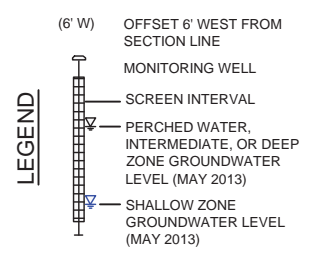 LEGEND
(6' W) OFFSET 6' WEST FROM
SECTION LINE
MONITORING WELL
SCREEN INTERVAL
PERCHED WATER,
INTERMEDIATE, OR DEEP
ZONE GROUNDWATER
LEVEL (MAY 2013)
SHALLOW ZONE
GROUNDWATER LEVEL
(MAY 2013)